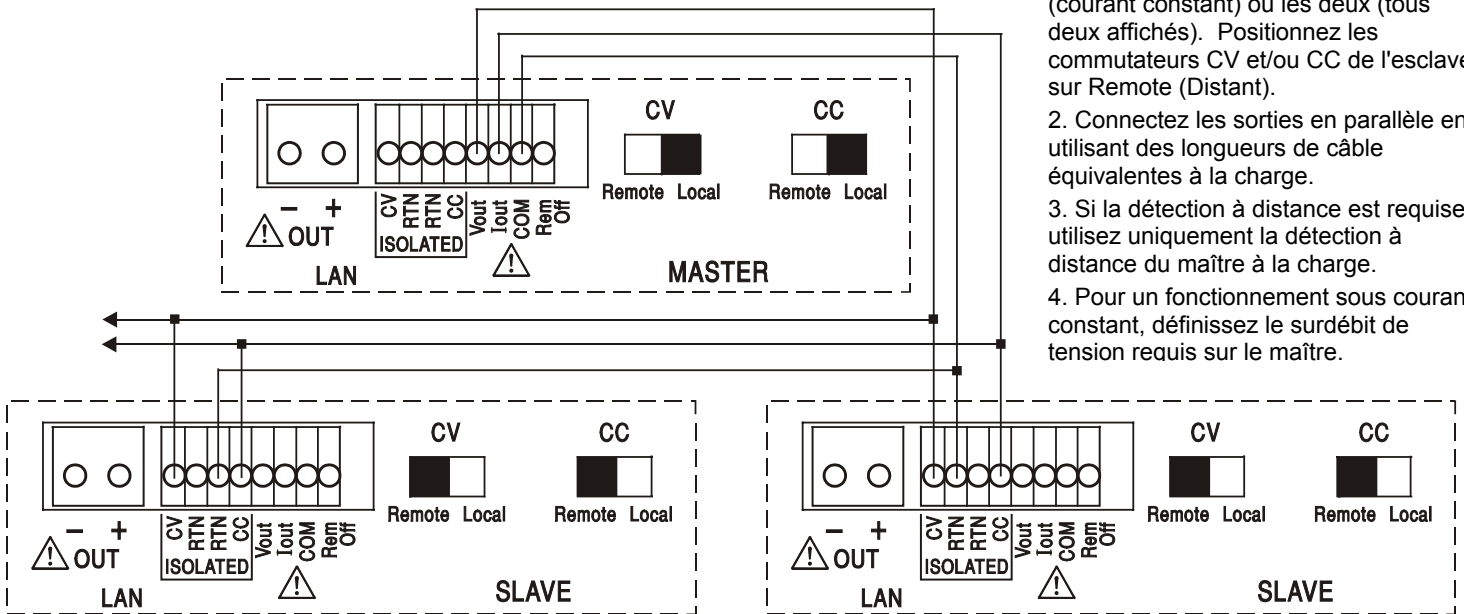 (courant constant) ou les deux (tous
deux affichés). Positionnez les
commutateurs CV et/ou CC de l'esclave
sur Remote (Distant).
2. Connectez les sorties en parallèle en
utilisant des longueurs de câble
équivalentes à la charge.
3. Si la détection à distance est requise
utilisez uniquement la détection à
distance du maître à la charge.
4. Pour un fonctionnement sous courant
constant, définissez le surdébit de
tension requis sur le maître.
CV CC
Remote Local Remote Local
- + CV RTN RTN CC Vout Iout COM Rem Off
OUT ISOLATED
LAN MASTER
CV CC
Remote Local Remote Local
- + CV RTN RTN CC Vout Iout COM Rem Off
OUT ISOLATED
LAN SLAVE
CV CC
Remote Local Remote Local
- + CV RTN RTN CC Vout Iout COM Rem Off
OUT ISOLATED
LAN SLAVE